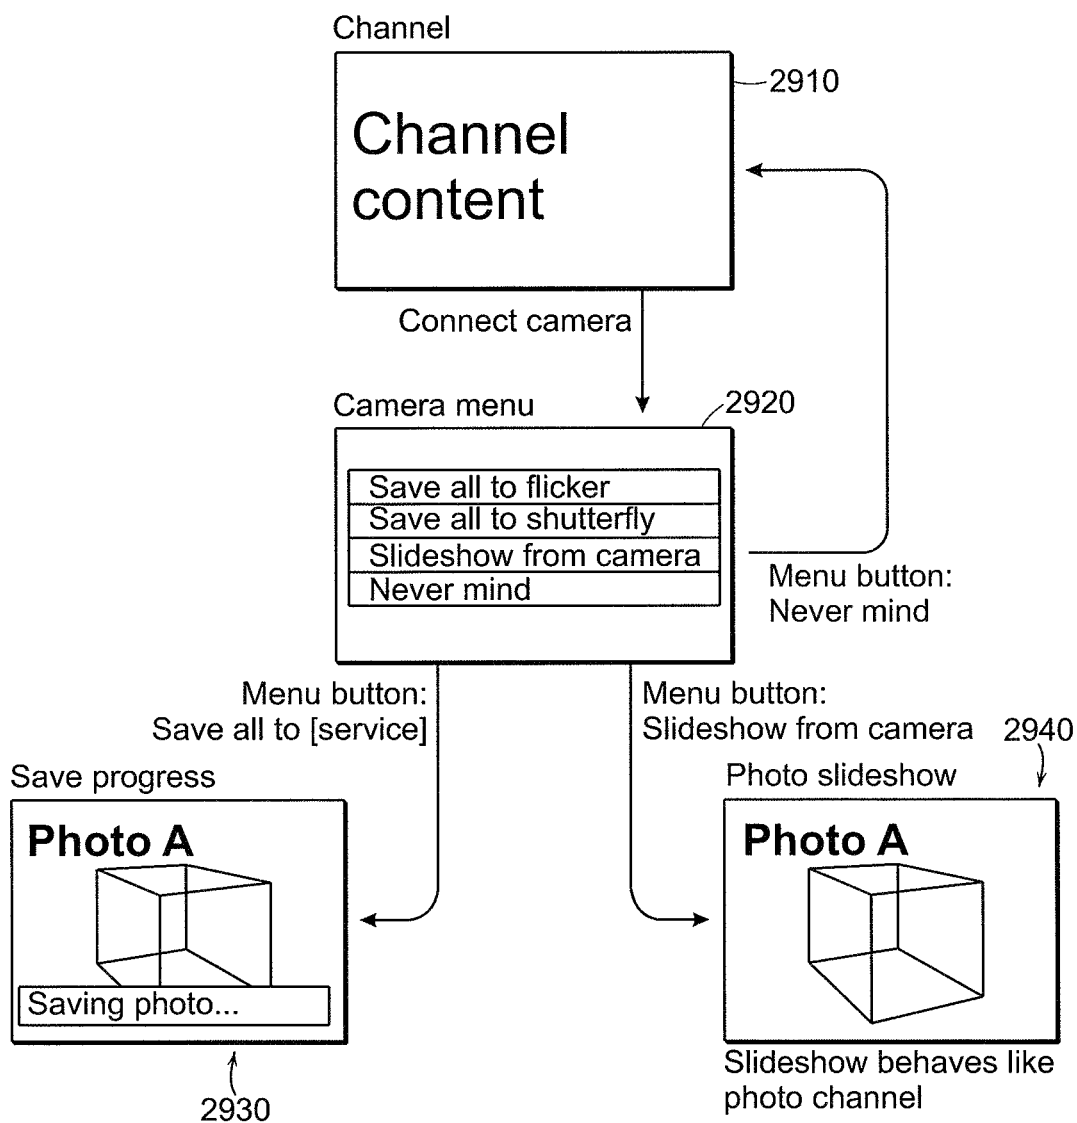 Channel
2910
Channel
content
Connect camera
Camera menu
2920
Save all to flicker
Save all to shutterfly
Slideshow from camera
Never mind
Menu button:
Never mind
Menu button:
Save all to [service]
Menu button:
Slideshow from camera
2940
Save progress
Photo A
Saving photo...
2930
Photo slideshow
Photo A
Slideshow behaves like
photo channel